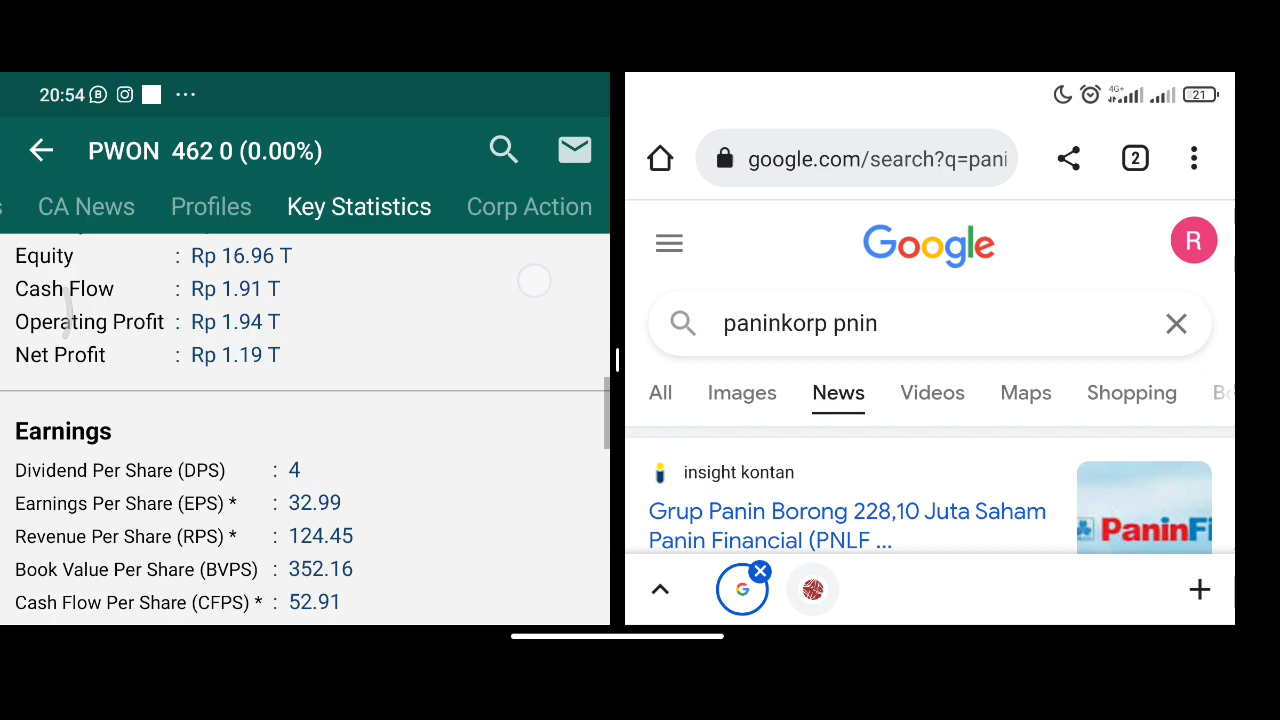 20:54
PWON 462 0 (0.00%)
s CA News Profiles Key Statistics Corp Action
Equity : Rp 16.96 T
Cash Flow : Rp 1.91 T
Operating Profit : Rp 1.94 T
Net Profit : Rp 1.19 T
Earnings
Dividend Per Share (DPS) : 4
Earnings Per Share (EPS) * : 32.99
Revenue Per Share (RPS) * : 124.45
Book Value Per Share (BVPS) : 352.16
Cash Flow Per Share (CFPS) * : 52.91
4G+ 21
google.com/search?q=pani 2
Google R
paninkorp pnin
All Images News Videos Maps Shopping Bo
insight kontan
Grup Panin Borong 228,10 Juta Saham
Panin Financial (PNLF ...
PaninFi